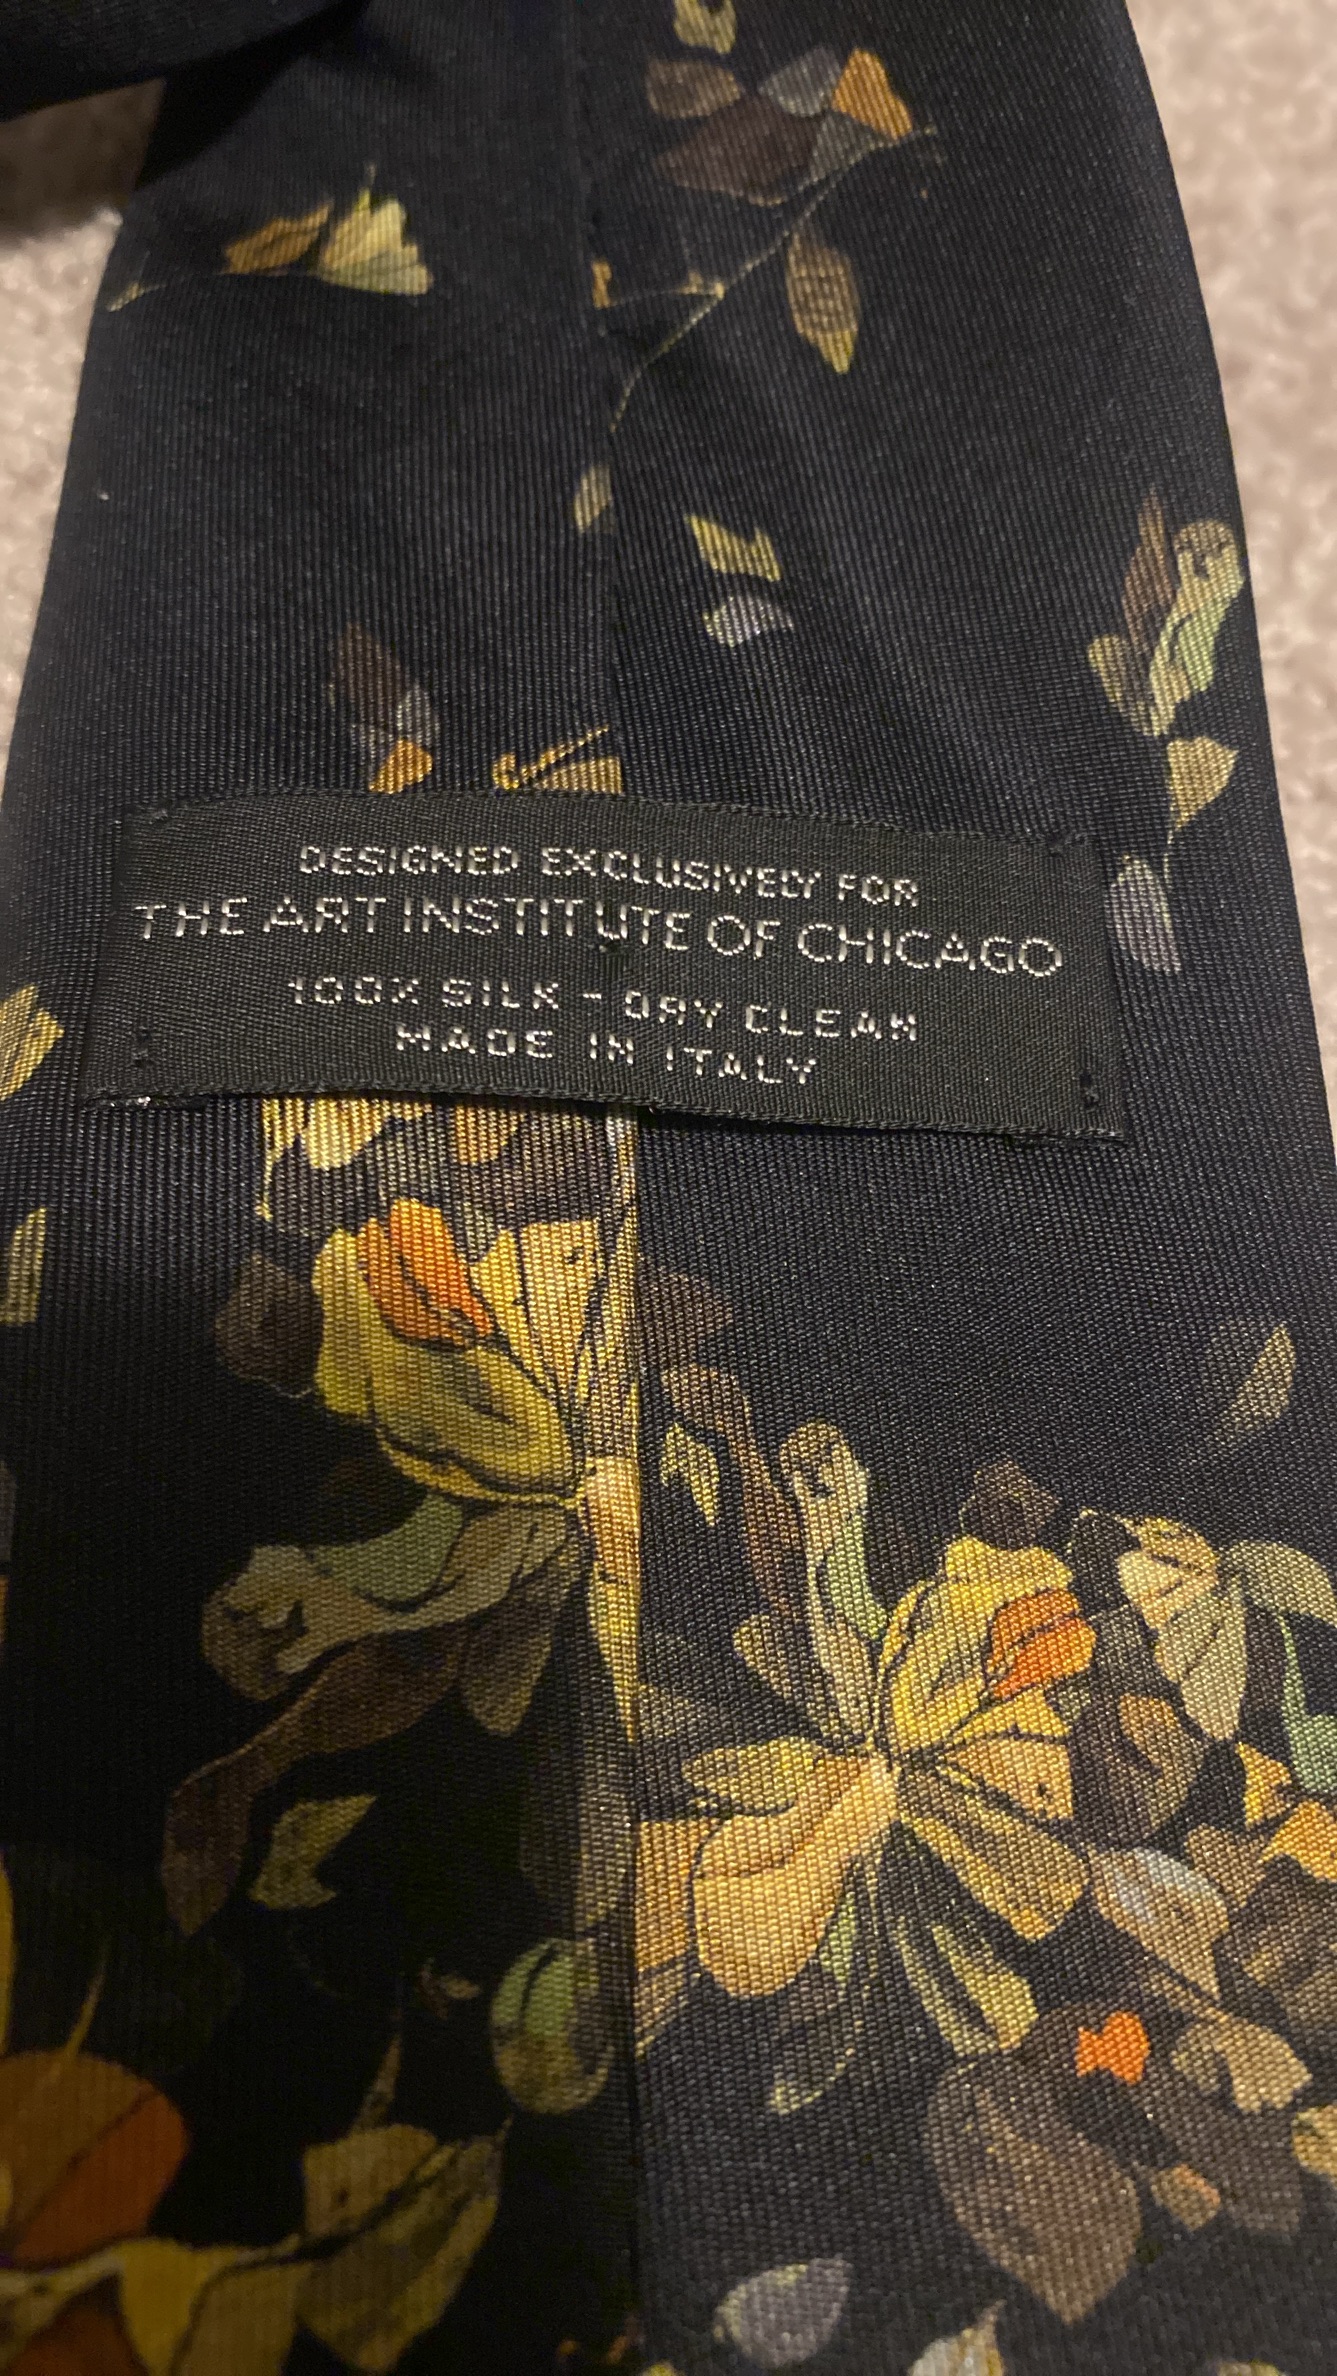 DESIGNED EXCLUSIVELY FOR
THE ART INSTITUTE OF CHICAGO
100% SILK - DRY CLEAN
MADE IN ITALY